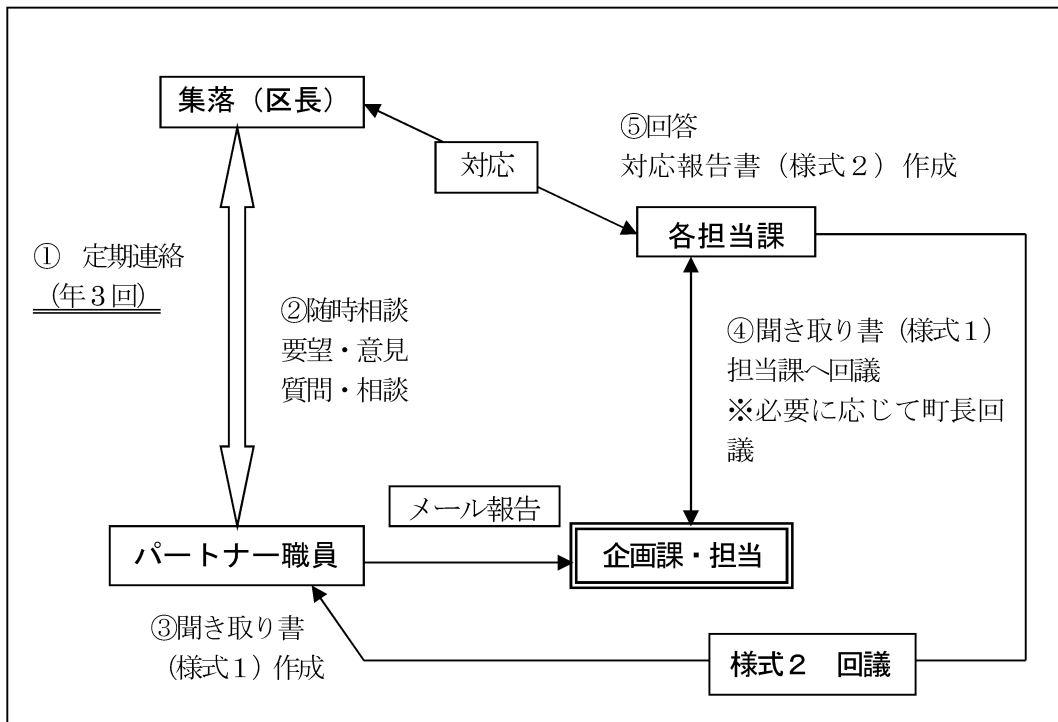 集落（区長）
対応
⑤回答
対応報告書（様式２）作成
各担当課
①　定期連絡
（年３回）
②随時相談
要望・意見
質問・相談
④聞き取り書（様式１）
担当課へ回議
※必要に応じて町長回
議
メール報告
パートナー職員
企画課・担当
③聞き取り書
（様式１）作成
様式２　回議